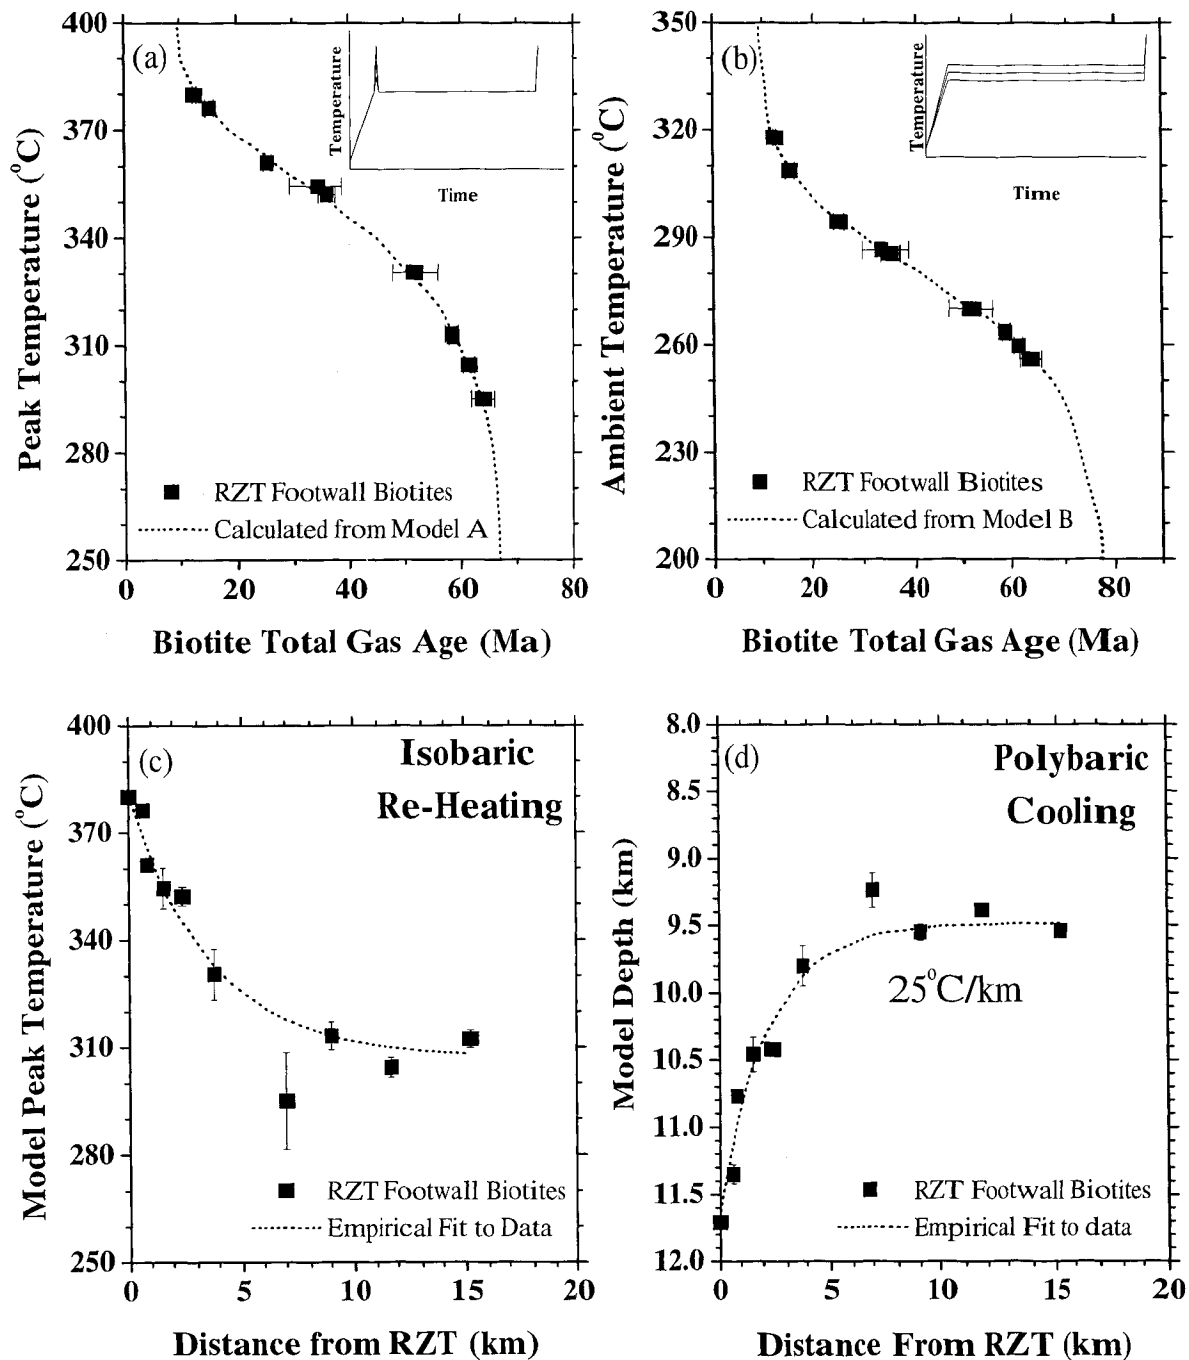 (a)
Peak Temperature (°C)
400
370
340
310
280
250
Temperature
Time
RZT Footwall Biotites
Calculated from Model A
0 20 40 60 80
Biotite Total Gas Age (Ma)
(b)
Ambient Temperature (°C)
350
320
290
260
230
200
Temperature
Time
RZT Footwall Biotites
Calculated from Model B
0 20 40 60 80
Biotite Total Gas Age (Ma)
(c)
Isobaric
Re-Heating
Model Peak Temperature (°C)
400
370
340
310
280
250
RZT Footwall Biotites
Empirical Fit to Data
0 5 10 15 20
Distance from RZT (km)
(d)
Polybaric
Cooling
Model Depth (km)
8.0
8.5
9.0
9.5
10.0
10.5
11.0
11.5
12.0
25°C/km
RZT Footwall Biotites
Empirical Fit to data
0 5 10 15 20
Distance From RZT (km)